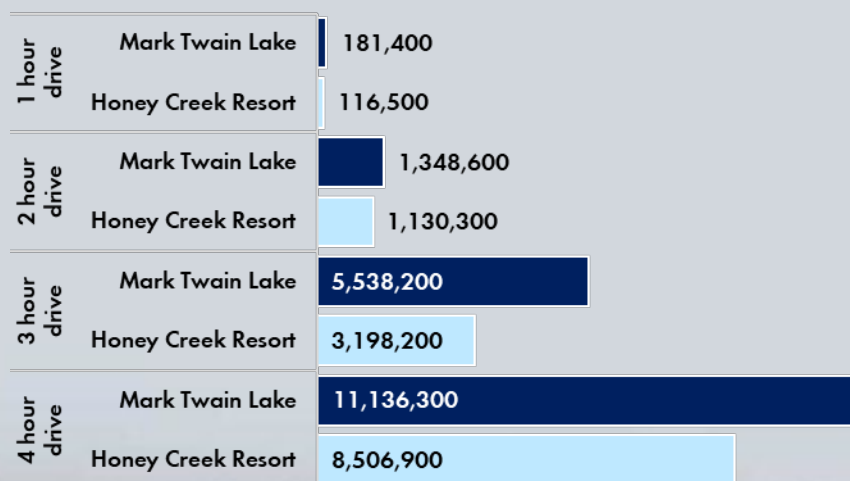 1 hour
drive
Mark Twain Lake 181,400
Honey Creek Resort 116,500
2 hour
drive
Mark Twain Lake 1,348,600
Honey Creek Resort 1,130,300
3 hour
drive
Mark Twain Lake 5,538,200
Honey Creek Resort 3,198,200
4 hour
drive
Mark Twain Lake 11,136,300
Honey Creek Resort 8,506,900